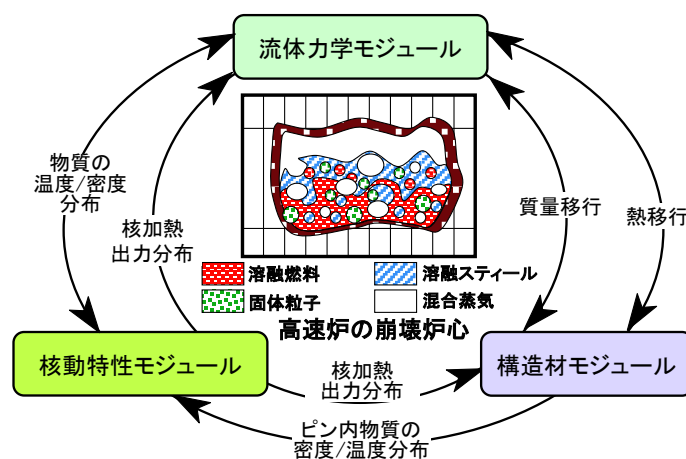 流体力学モジュール
物質の
温度/密度
分布
核加熱
出力分布
質量移行
熱移行
溶融燃料
溶融スティール
固体粒子
混合蒸気
高速炉の崩壊炉心
核動特性モジュール
核加熱
出力分布
構造材モジュール
ピン内物質の
密度/温度分布